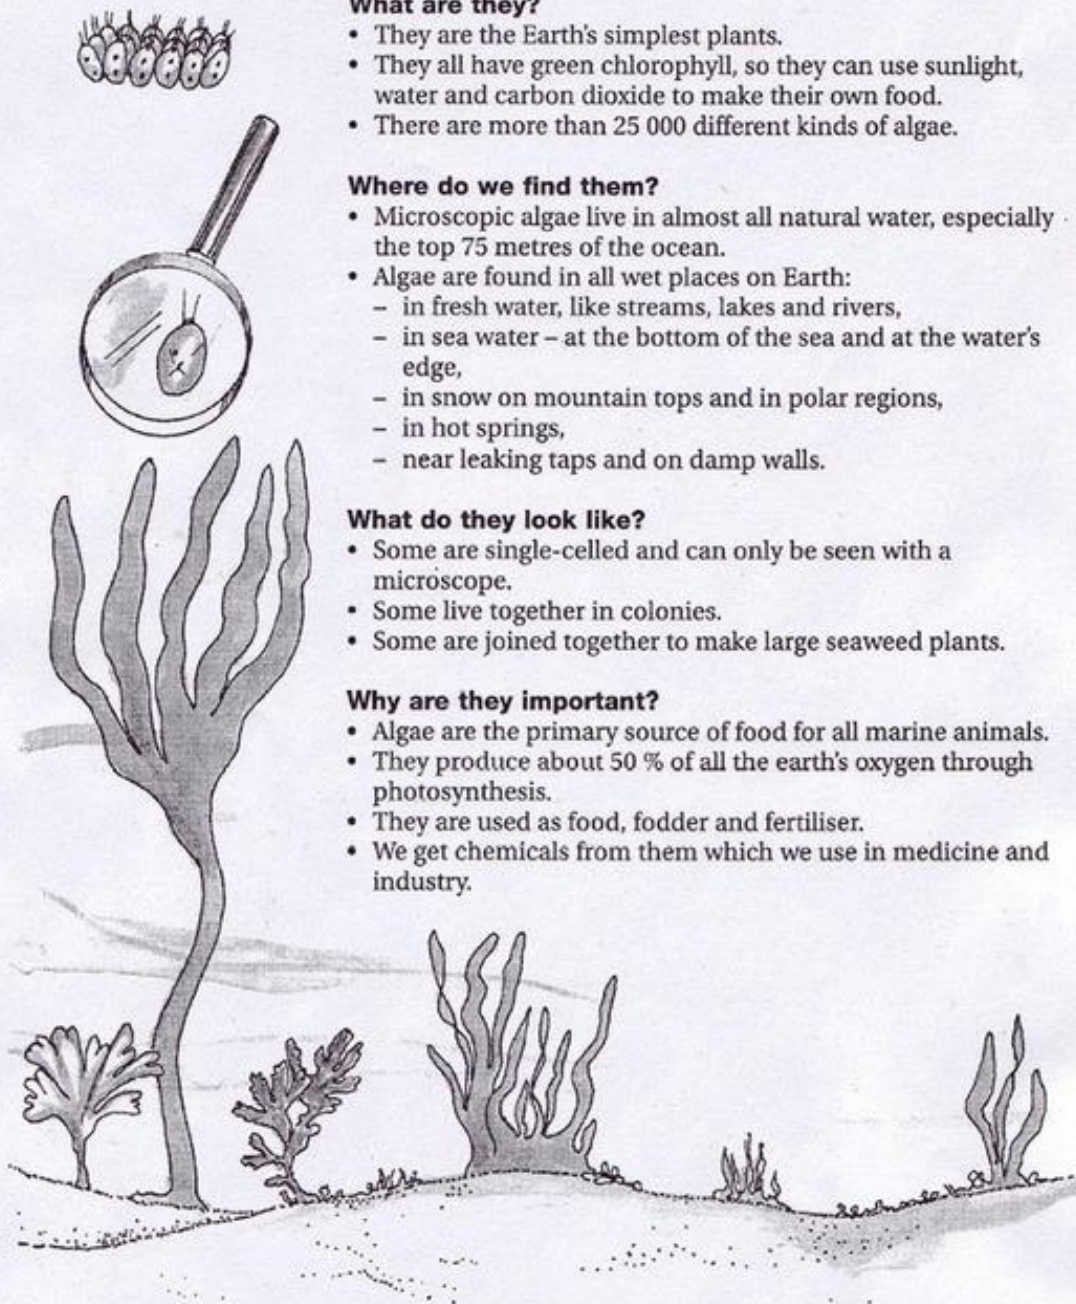 What are they?
• They are the Earth's simplest plants.
• They all have green chlorophyll, so they can use sunlight,
water and carbon dioxide to make their own food.
• There are more than 25 000 different kinds of algae.
Where do we find them?
• Microscopic algae live in almost all natural water, especially
the top 75 metres of the ocean.
• Algae are found in all wet places on Earth:
– in fresh water, like streams, lakes and rivers,
– in sea water – at the bottom of the sea and at the water's
edge,
– in snow on mountain tops and in polar regions,
– in hot springs,
– near leaking taps and on damp walls.
What do they look like?
• Some are single-celled and can only be seen with a
microscope.
• Some live together in colonies.
• Some are joined together to make large seaweed plants.
Why are they important?
• Algae are the primary source of food for all marine animals.
• They produce about 50 % of all the earth's oxygen through
photosynthesis.
• They are used as food, fodder and fertiliser.
• We get chemicals from them which we use in medicine and
industry.